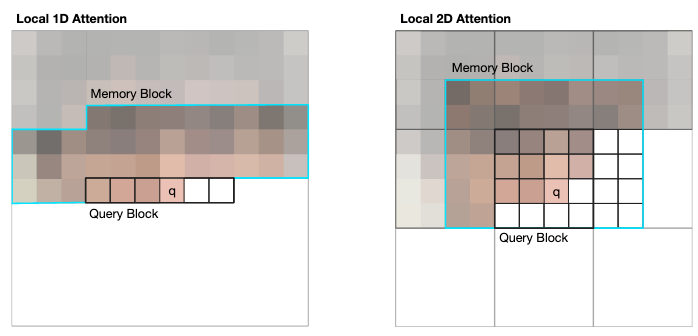 Local 1D Attention
Memory Block
q
Query Block
Local 2D Attention
Memory Block
q
Query Block